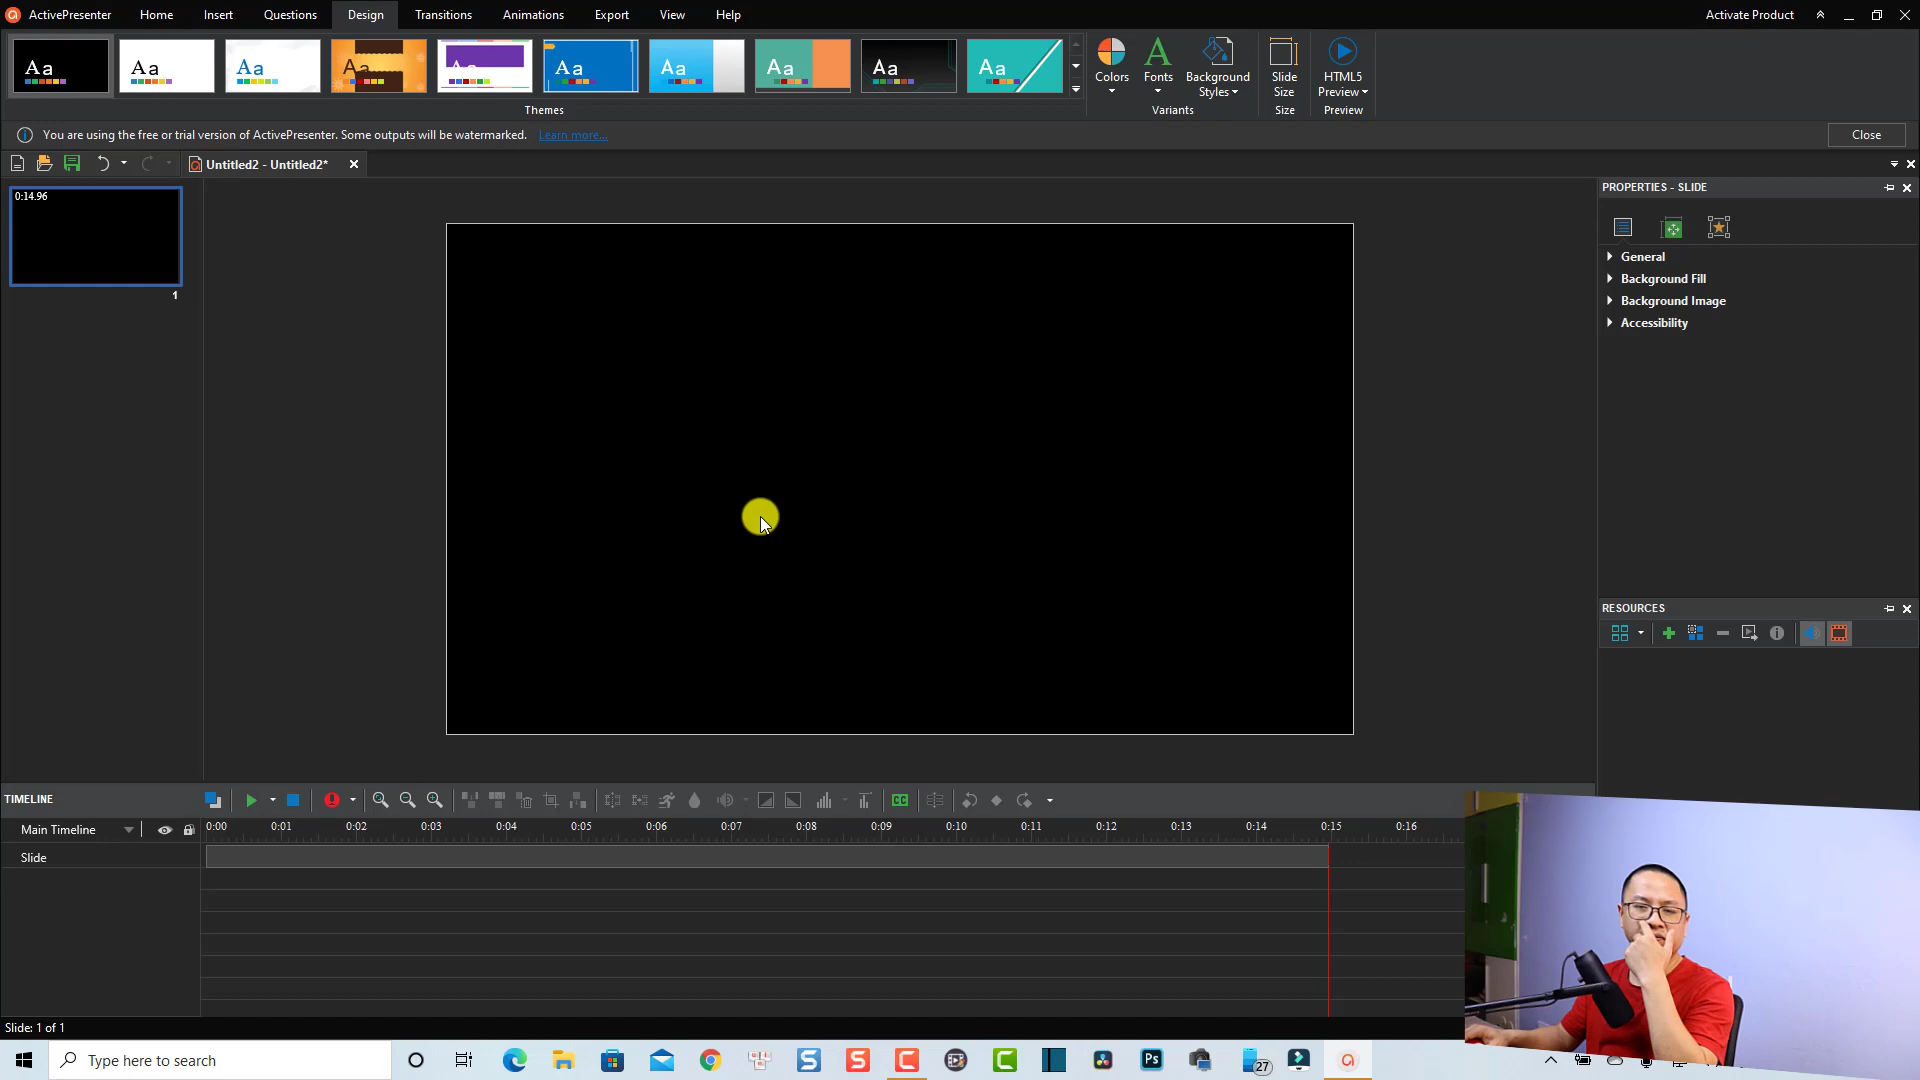 ActivePresenter Home Insert Questions Design Transitions Animations Export View Help Activate Product
Aa Aa Aa Aa Aa Aa Aa Aa Aa Aa
Colors Fonts Background Styles Slide Size HTML5 Preview
Themes Variants Size Preview
You are using the free or trial version of ActivePresenter. Some outputs will be watermarked. Learn more... Close
Untitled2 - Untitled2*
0:14.96
1
PROPERTIES - SLIDE
General
Background Fill
Background Image
Accessibility
RESOURCES
TIMELINE
CC
Main Timeline 0:00 0:01 0:02 0:03 0:04 0:05 0:06 0:07 0:08 0:09 0:10 0:11 0:12 0:13 0:14 0:15 0:16
Slide
Slide: 1 of 1
Type here to search
S S C C Ps 27